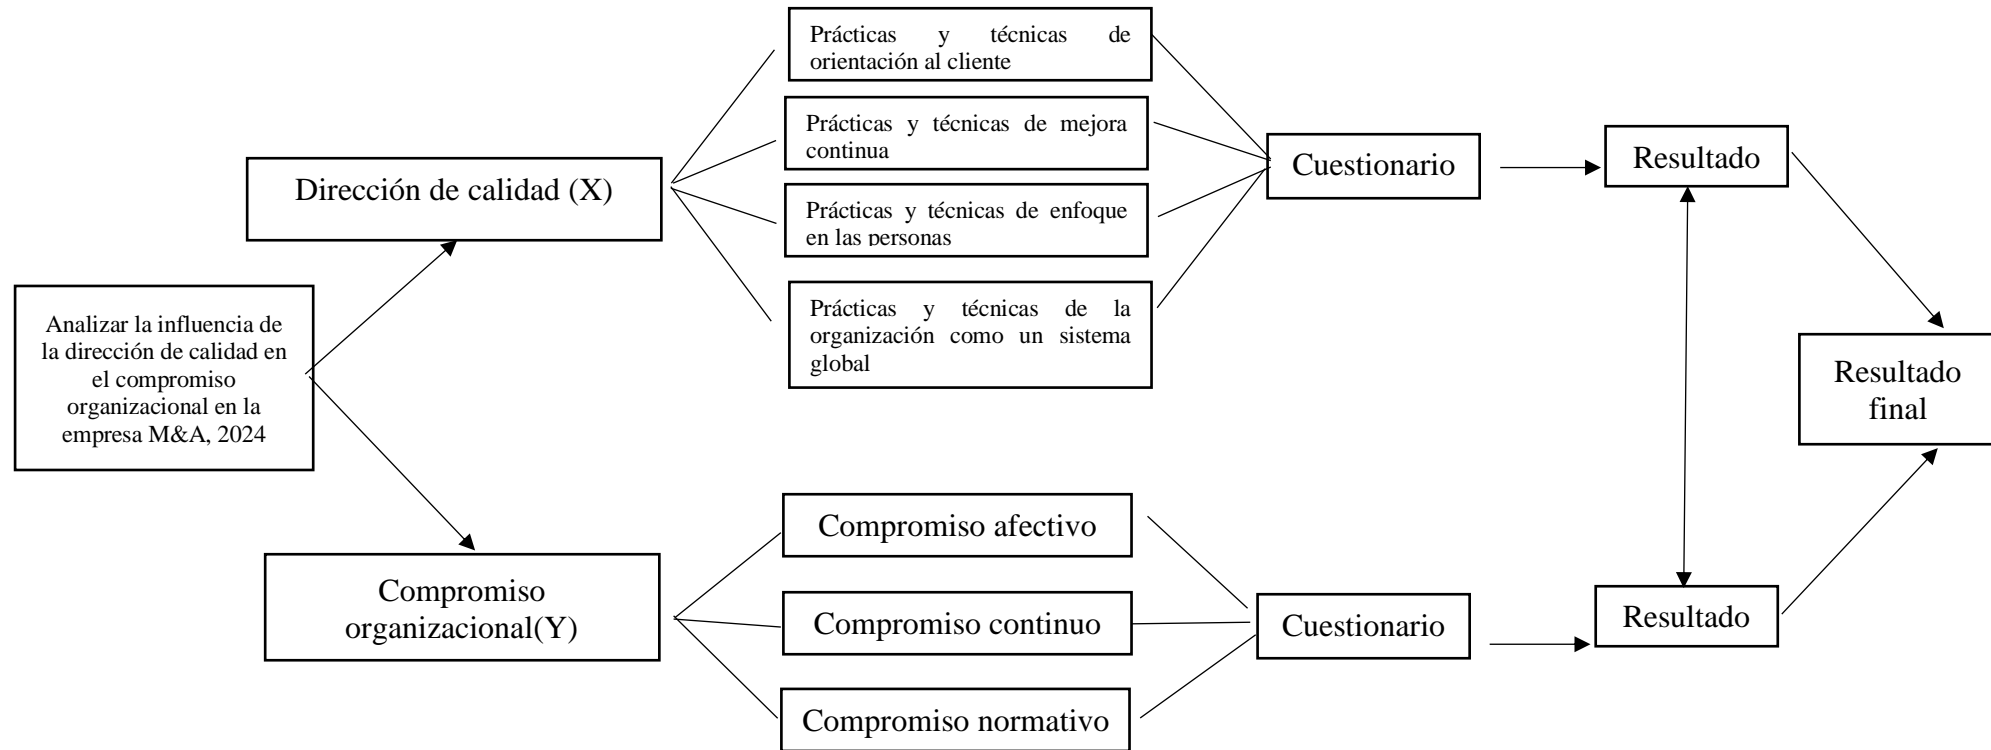 Prácticas y técnicas de
orientación al cliente
Prácticas y técnicas de mejora
continua
Dirección de calidad (X)
Prácticas y técnicas de enfoque
en las personas
Prácticas y técnicas de la
organización como un sistema
global
Cuestionario
Resultado
Analizar la influencia de
la dirección de calidad en
el compromiso
organizacional en la
empresa M&A, 2024
Resultado
final
Compromiso
organizacional(Y)
Compromiso afectivo
Compromiso continuo
Compromiso normativo
Cuestionario
Resultado